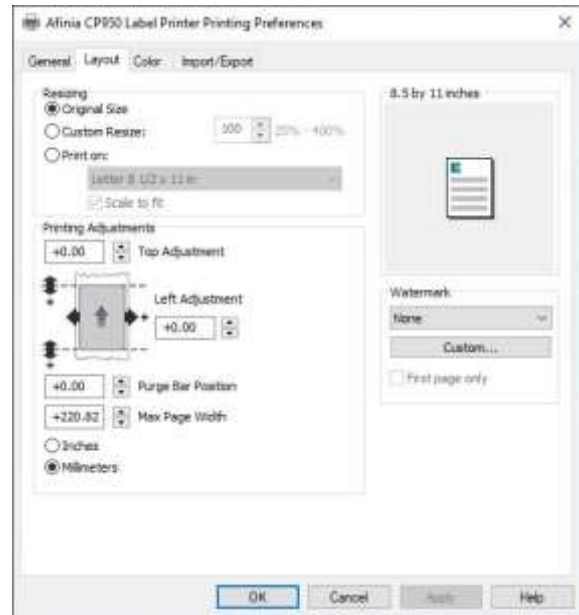 Afinia CP950 Label Printer Printing Preferences
General Layout Color Import/Export
Resizing
Original Size
Custom Resize: 100 25% - 400%
Print on:
Letter 8 1/2 x 11 in
Scale to fit
Printing Adjustments
+0.00 Top Adjustment
Left Adjustment
+0.00
+0.00 Purge Bar Position
+220.82 Max Page Width
Inches
Millimeters
8.5 by 11 inches
Watermark
None
Custom...
First page only
OK Cancel Apply Help